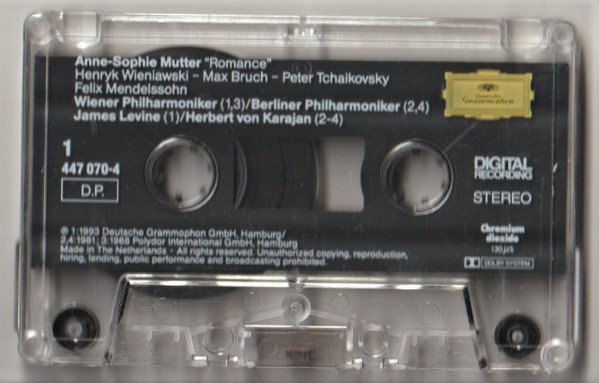 Anne-Sophie Mutter "Romance"
Henryk Wieniawski – Max Bruch – Peter Tchaikovsky
Felix Mendelssohn
Wiener Philharmoniker (1,3)/Berliner Philharmoniker (2,4)
James Levine (1)/Herbert von Karajan (2-4)
Deutsche
Grammophon
1
447 070-4
D.P.
DIGITAL
RECORDING
STEREO
℗ 1:1993 Deutsche Grammophon GmbH, Hamburg/
2,4:1981; 3:1988 Polydor International GmbH, Hamburg
Made in The Netherlands · All rights reserved. Unauthorized copying, reproduction,
hiring, lending, public performance and broadcasting prohibited.
Chromium
dioxide
120 µs
DOLBY SYSTEM